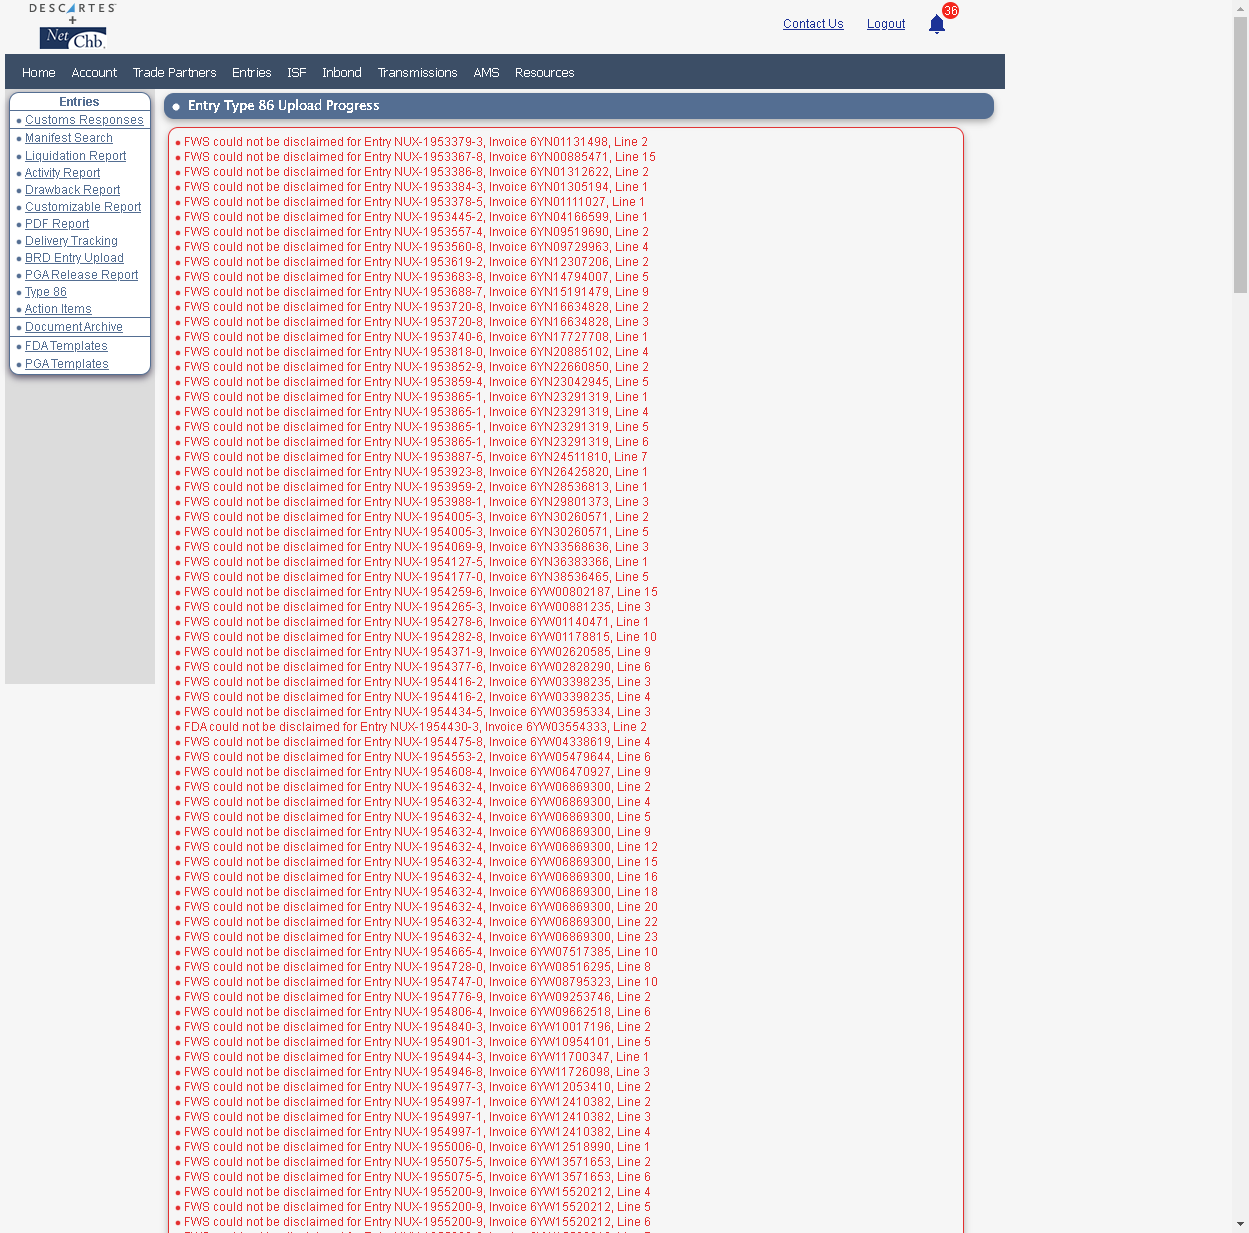 DESCARTES
+
NetChb.
Contact Us Logout 36
Home Account Trade Partners Entries ISF Inbond Transmissions AMS Resources
Entries
Customs Responses
Manifest Search
Liquidation Report
Activity Report
Drawback Report
Customizable Report
PDF Report
Delivery Tracking
BRD Entry Upload
PGA Release Report
Type 86
Action Items
Document Archive
FDA Templates
PGA Templates
Entry Type 86 Upload Progress
FWS could not be disclaimed for Entry NUX-1953379-3, Invoice 6YN01131498, Line 2
FWS could not be disclaimed for Entry NUX-1953367-8, Invoice 6YN00885471, Line 15
FWS could not be disclaimed for Entry NUX-1953386-8, Invoice 6YN01312622, Line 2
FWS could not be disclaimed for Entry NUX-1953384-3, Invoice 6YN01305194, Line 1
FWS could not be disclaimed for Entry NUX-1953378-5, Invoice 6YN01111027, Line 1
FWS could not be disclaimed for Entry NUX-1953445-2, Invoice 6YN04166599, Line 1
FWS could not be disclaimed for Entry NUX-1953557-4, Invoice 6YN09519690, Line 2
FWS could not be disclaimed for Entry NUX-1953560-8, Invoice 6YN09729963, Line 4
FWS could not be disclaimed for Entry NUX-1953619-2, Invoice 6YN12307206, Line 2
FWS could not be disclaimed for Entry NUX-1953683-8, Invoice 6YN14794007, Line 5
FWS could not be disclaimed for Entry NUX-1953688-7, Invoice 6YN15191479, Line 9
FWS could not be disclaimed for Entry NUX-1953720-8, Invoice 6YN16634828, Line 2
FWS could not be disclaimed for Entry NUX-1953720-8, Invoice 6YN16634828, Line 3
FWS could not be disclaimed for Entry NUX-1953740-6, Invoice 6YN17727708, Line 1
FWS could not be disclaimed for Entry NUX-1953818-0, Invoice 6YN20885102, Line 4
FWS could not be disclaimed for Entry NUX-1953852-9, Invoice 6YN22660850, Line 2
FWS could not be disclaimed for Entry NUX-1953859-4, Invoice 6YN23042945, Line 5
FWS could not be disclaimed for Entry NUX-1953865-1, Invoice 6YN23291319, Line 1
FWS could not be disclaimed for Entry NUX-1953865-1, Invoice 6YN23291319, Line 4
FWS could not be disclaimed for Entry NUX-1953865-1, Invoice 6YN23291319, Line 5
FWS could not be disclaimed for Entry NUX-1953865-1, Invoice 6YN23291319, Line 6
FWS could not be disclaimed for Entry NUX-1953887-5, Invoice 6YN24511810, Line 7
FWS could not be disclaimed for Entry NUX-1953923-8, Invoice 6YN26425820, Line 1
FWS could not be disclaimed for Entry NUX-1953959-2, Invoice 6YN28536813, Line 1
FWS could not be disclaimed for Entry NUX-1953988-1, Invoice 6YN29801373, Line 3
FWS could not be disclaimed for Entry NUX-1954005-3, Invoice 6YN30260571, Line 2
FWS could not be disclaimed for Entry NUX-1954005-3, Invoice 6YN30260571, Line 5
FWS could not be disclaimed for Entry NUX-1954069-9, Invoice 6YN33568636, Line 3
FWS could not be disclaimed for Entry NUX-1954127-5, Invoice 6YN36383366, Line 1
FWS could not be disclaimed for Entry NUX-1954177-0, Invoice 6YN38536465, Line 5
FWS could not be disclaimed for Entry NUX-1954259-6, Invoice 6YW00802187, Line 15
FWS could not be disclaimed for Entry NUX-1954265-3, Invoice 6YW00881235, Line 3
FWS could not be disclaimed for Entry NUX-1954278-6, Invoice 6YW01140471, Line 1
FWS could not be disclaimed for Entry NUX-1954282-8, Invoice 6YW01178815, Line 10
FWS could not be disclaimed for Entry NUX-1954371-9, Invoice 6YW02620585, Line 9
FWS could not be disclaimed for Entry NUX-1954377-6, Invoice 6YW02828290, Line 6
FWS could not be disclaimed for Entry NUX-1954416-2, Invoice 6YW03398235, Line 3
FWS could not be disclaimed for Entry NUX-1954416-2, Invoice 6YW03398235, Line 4
FWS could not be disclaimed for Entry NUX-1954434-5, Invoice 6YW03595334, Line 3
FDA could not be disclaimed for Entry NUX-1954430-3, Invoice 6YW03554333, Line 2
FWS could not be disclaimed for Entry NUX-1954475-8, Invoice 6YW04338619, Line 4
FWS could not be disclaimed for Entry NUX-1954553-2, Invoice 6YW05479644, Line 6
FWS could not be disclaimed for Entry NUX-1954608-4, Invoice 6YW06470927, Line 9
FWS could not be disclaimed for Entry NUX-1954632-4, Invoice 6YW06869300, Line 2
FWS could not be disclaimed for Entry NUX-1954632-4, Invoice 6YW06869300, Line 4
FWS could not be disclaimed for Entry NUX-1954632-4, Invoice 6YW06869300, Line 5
FWS could not be disclaimed for Entry NUX-1954632-4, Invoice 6YW06869300, Line 9
FWS could not be disclaimed for Entry NUX-1954632-4, Invoice 6YW06869300, Line 12
FWS could not be disclaimed for Entry NUX-1954632-4, Invoice 6YW06869300, Line 15
FWS could not be disclaimed for Entry NUX-1954632-4, Invoice 6YW06869300, Line 16
FWS could not be disclaimed for Entry NUX-1954632-4, Invoice 6YW06869300, Line 18
FWS could not be disclaimed for Entry NUX-1954632-4, Invoice 6YW06869300, Line 20
FWS could not be disclaimed for Entry NUX-1954632-4, Invoice 6YW06869300, Line 22
FWS could not be disclaimed for Entry NUX-1954632-4, Invoice 6YW06869300, Line 23
FWS could not be disclaimed for Entry NUX-1954665-4, Invoice 6YW07517385, Line 10
FWS could not be disclaimed for Entry NUX-1954728-0, Invoice 6YW08516295, Line 8
FWS could not be disclaimed for Entry NUX-1954747-0, Invoice 6YW08795323, Line 10
FWS could not be disclaimed for Entry NUX-1954776-9, Invoice 6YW09253746, Line 2
FWS could not be disclaimed for Entry NUX-1954806-4, Invoice 6YW09662518, Line 6
FWS could not be disclaimed for Entry NUX-1954840-3, Invoice 6YW10017196, Line 2
FWS could not be disclaimed for Entry NUX-1954901-3, Invoice 6YW10954101, Line 5
FWS could not be disclaimed for Entry NUX-1954944-3, Invoice 6YW11700347, Line 1
FWS could not be disclaimed for Entry NUX-1954946-8, Invoice 6YW11726098, Line 3
FWS could not be disclaimed for Entry NUX-1954977-3, Invoice 6YW12053410, Line 2
FWS could not be disclaimed for Entry NUX-1954997-1, Invoice 6YW12410382, Line 2
FWS could not be disclaimed for Entry NUX-1954997-1, Invoice 6YW12410382, Line 3
FWS could not be disclaimed for Entry NUX-1954997-1, Invoice 6YW12410382, Line 4
FWS could not be disclaimed for Entry NUX-1955006-0, Invoice 6YW12518990, Line 1
FWS could not be disclaimed for Entry NUX-1955075-5, Invoice 6YW13571653, Line 2
FWS could not be disclaimed for Entry NUX-1955075-5, Invoice 6YW13571653, Line 6
FWS could not be disclaimed for Entry NUX-1955200-9, Invoice 6YW15520212, Line 4
FWS could not be disclaimed for Entry NUX-1955200-9, Invoice 6YW15520212, Line 5
FWS could not be disclaimed for Entry NUX-1955200-9, Invoice 6YW15520212, Line 6